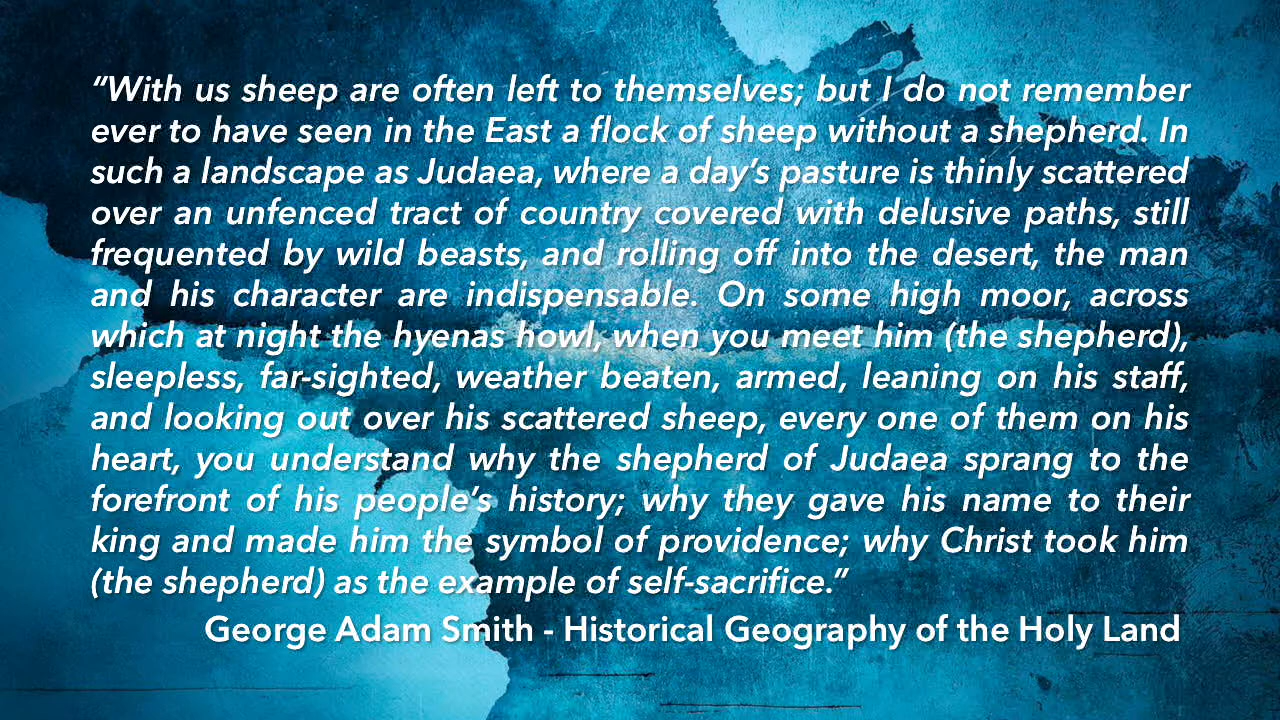 “With us sheep are often left to themselves; but I do not remember
ever to have seen in the East a flock of sheep without a shepherd. In
such a landscape as Judaea, where a day’s pasture is thinly scattered
over an unfenced tract of country covered with delusive paths, still
frequented by wild beasts, and rolling off into the desert, the man
and his character are indispensable. On some high moor, across
which at night the hyenas howl, when you meet him (the shepherd),
sleepless, far-sighted, weather beaten, armed, leaning on his staff,
and looking out over his scattered sheep, every one of them on his
heart, you understand why the shepherd of Judaea sprang to the
forefront of his people’s history; why they gave his name to their
king and made him the symbol of providence; why Christ took him
(the shepherd) as the example of self-sacrifice.”
George Adam Smith - Historical Geography of the Holy Land